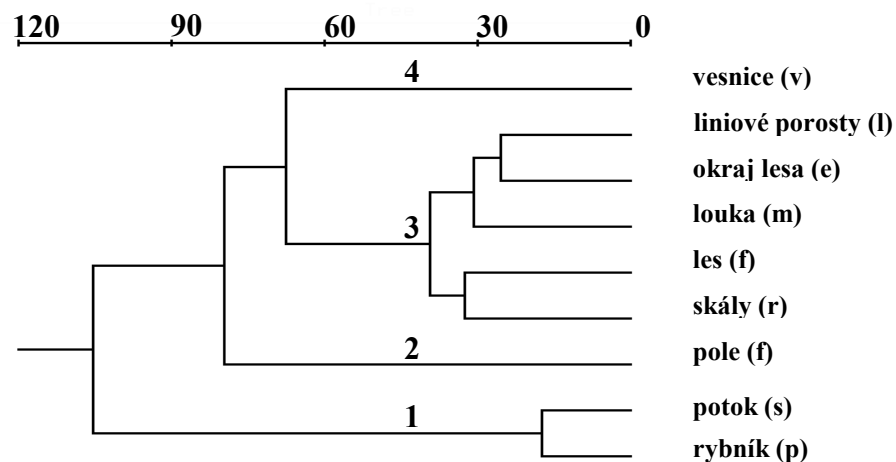 120 90 60 30 0
4 vesnice (v)
liniové porosty (l)
okraj lesa (e)
louka (m)
3
les (f)
skály (r)
2 pole (f)
potok (s)
1
rybník (p)